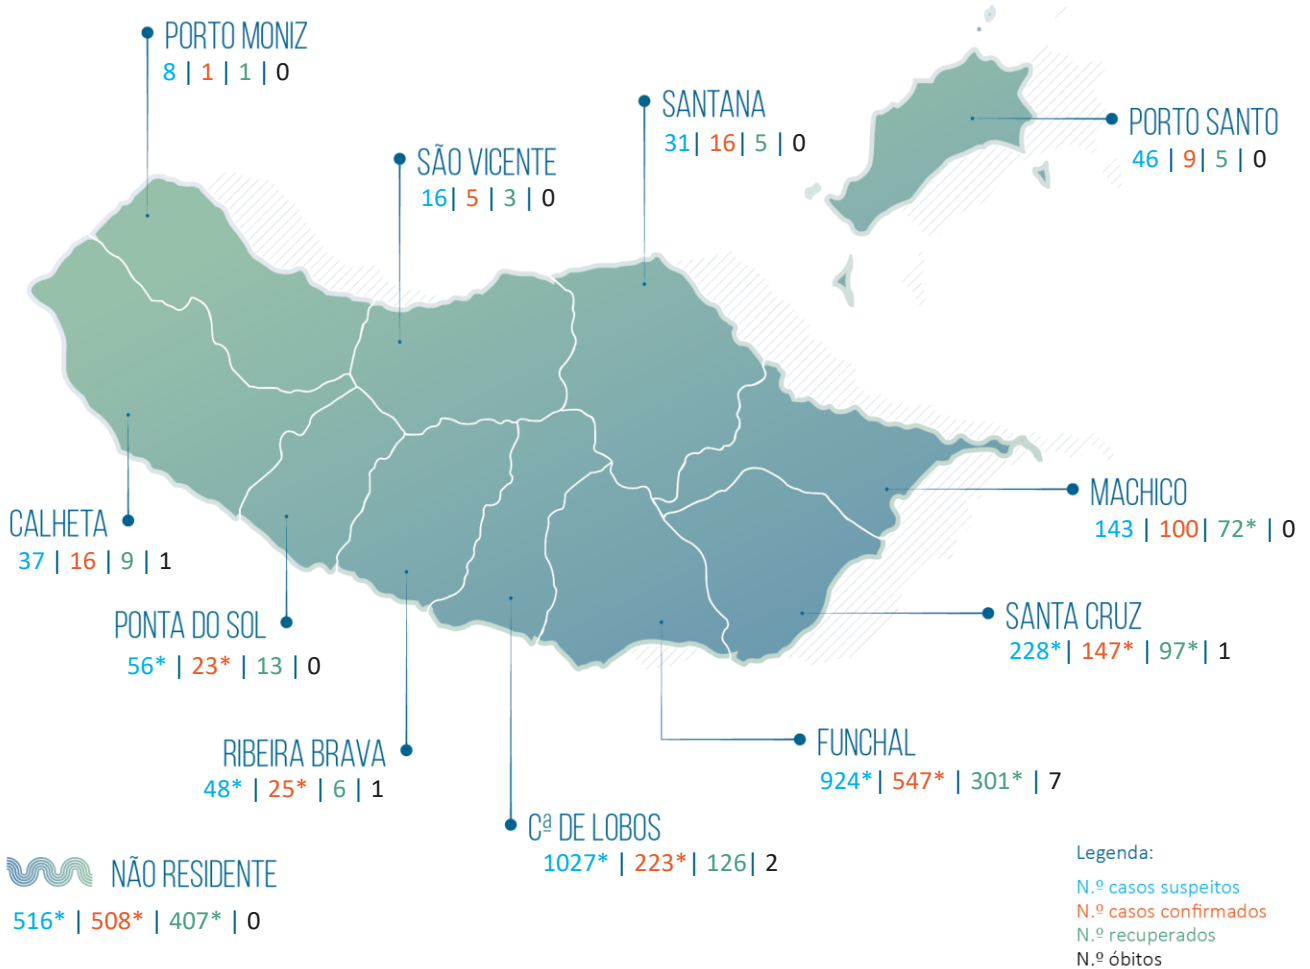 PORTO MONIZ
8 | 1 | 1 | 0
SANTANA
31| 16| 5 | 0
PORTO SANTO
46 | 9| 5 | 0
SÃO VICENTE
16| 5 | 3 | 0
MACHICO
143 | 100| 72* | 0
CALHETA
37 | 16 | 9 | 1
PONTA DO SOL
56* | 23* | 13 | 0
SANTA CRUZ
228*| 147* | 97*| 1
RIBEIRA BRAVA
48* | 25* | 6 | 1
FUNCHAL
924*| 547* | 301* | 7
Cª DE LOBOS
1027* | 223*| 126| 2
NÃO RESIDENTE
516* | 508* | 407* | 0
Legenda:
N.º casos suspeitos
N.º casos confirmados
N.º recuperados
N.º óbitos